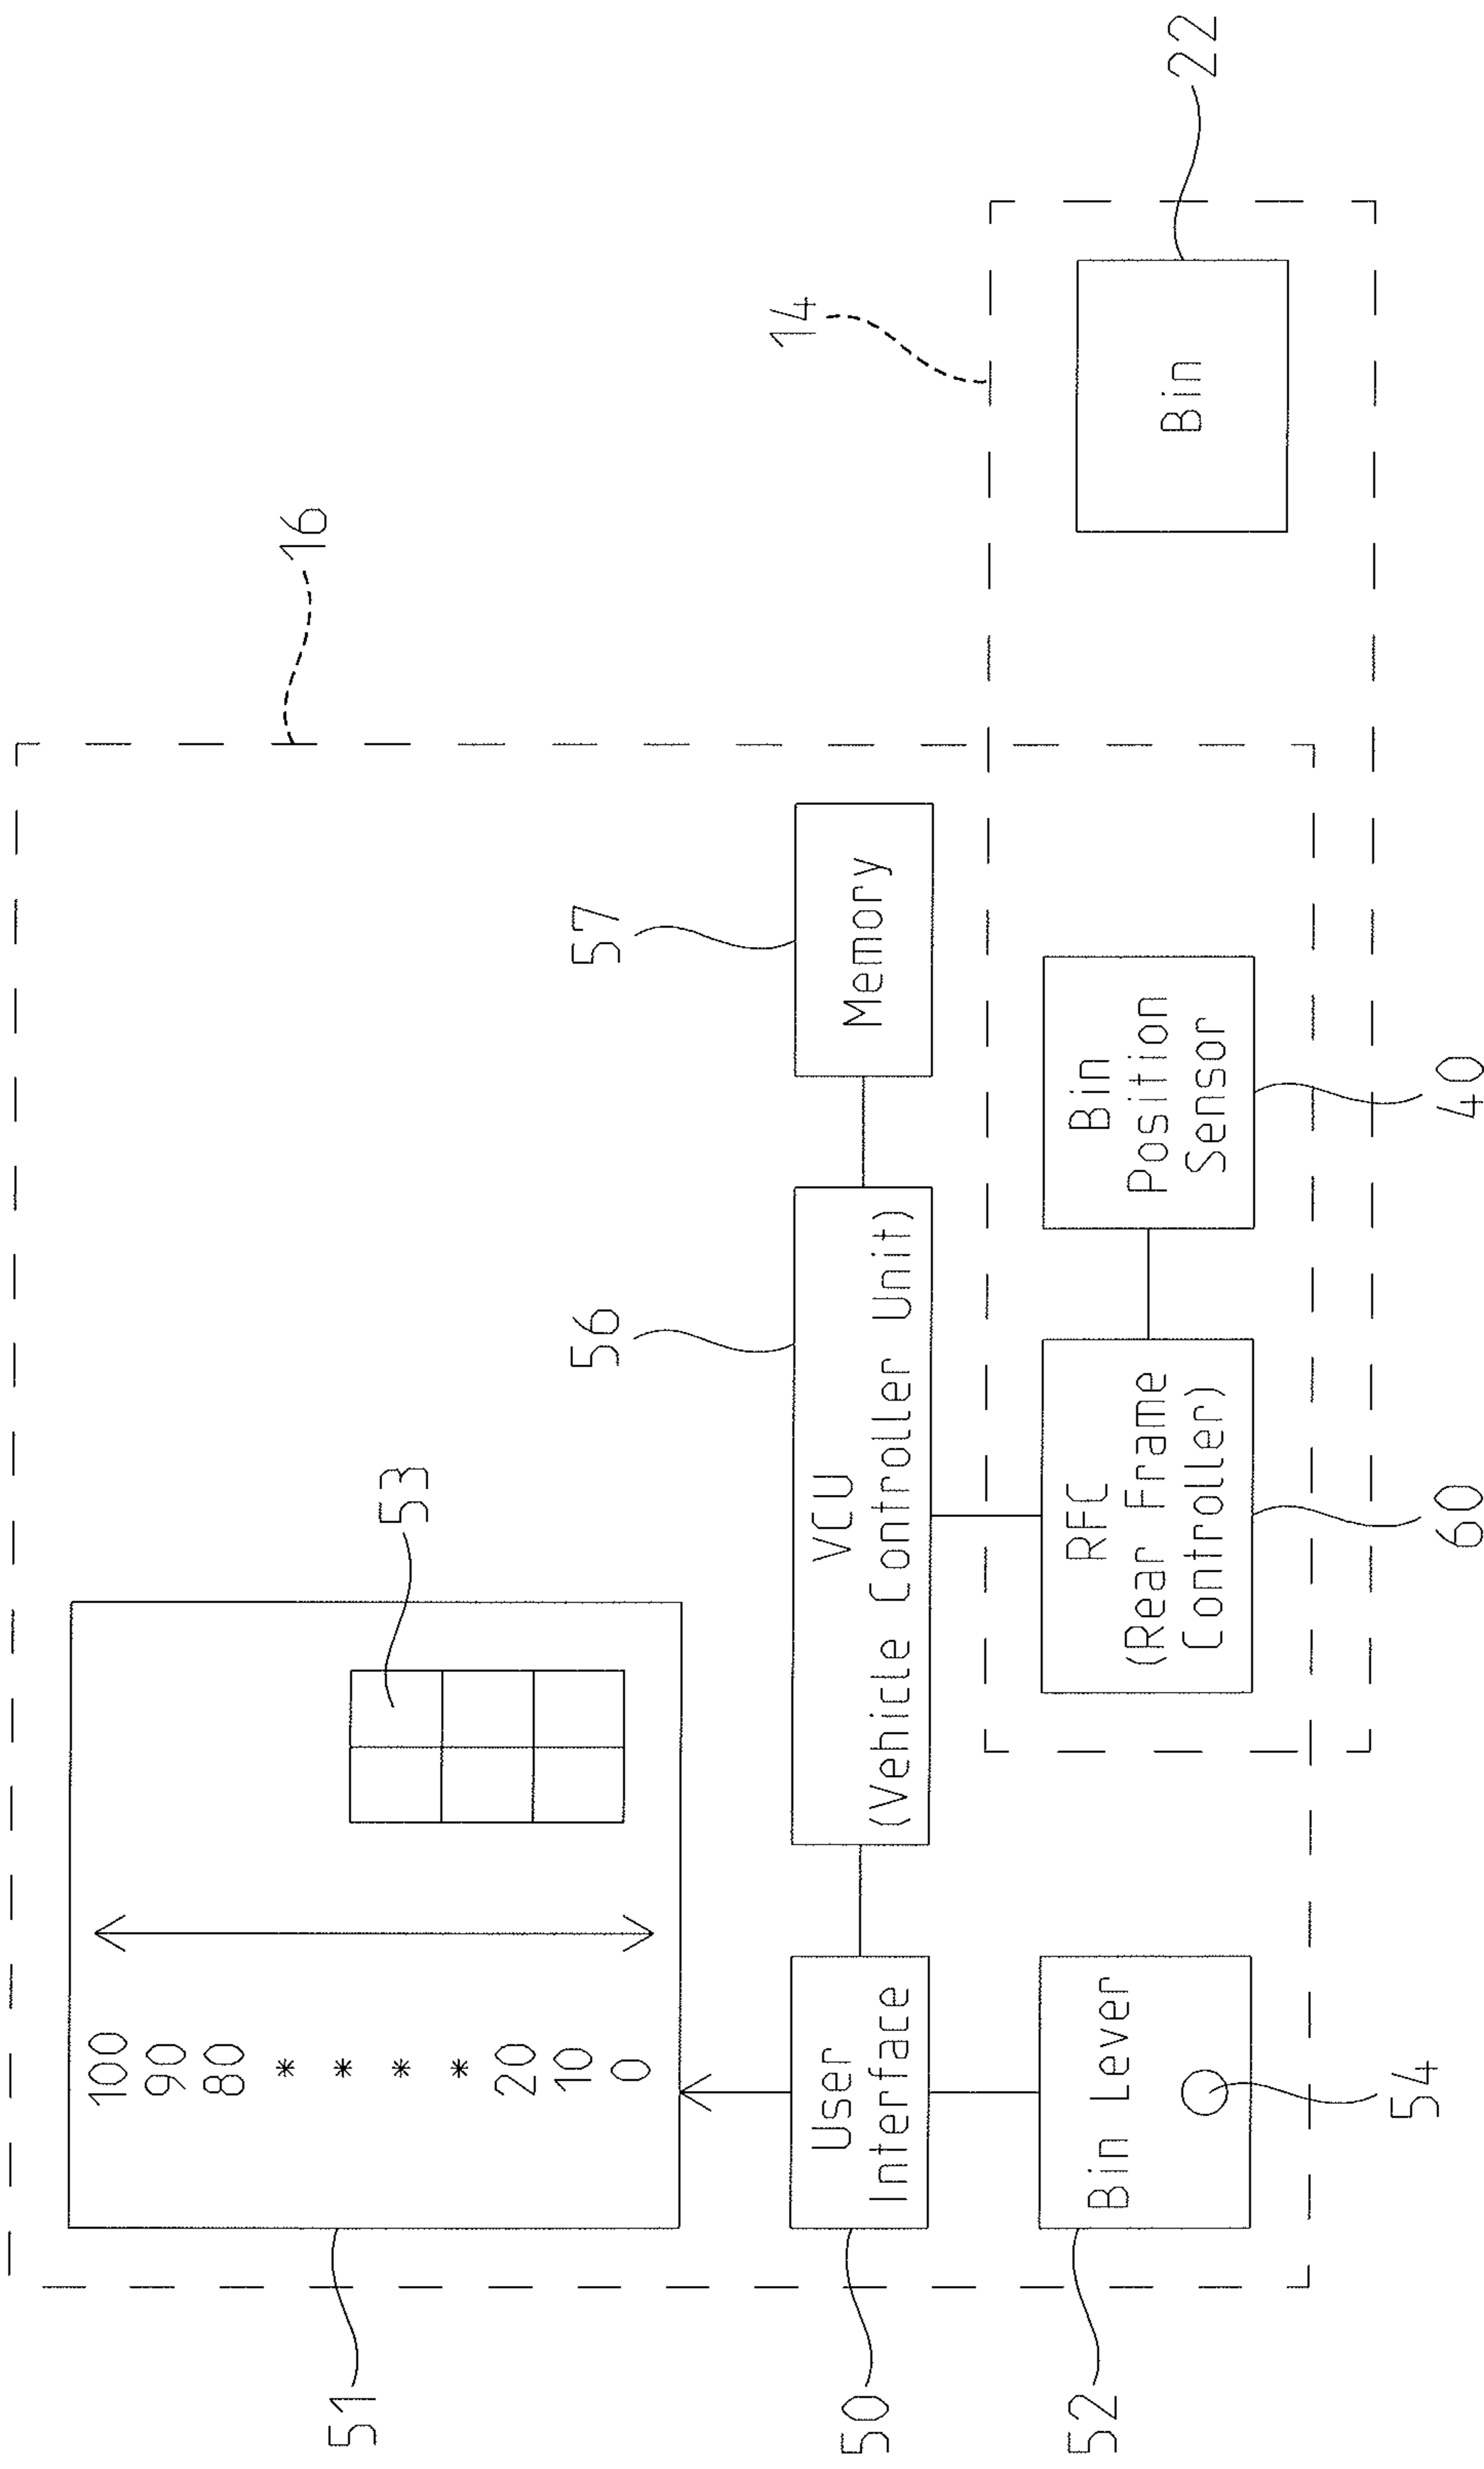 16
14
22
100
90
80
*
*
*
*
20
10
0
53
51
56
57
User
Interface
VCU
(Vehicle Controller Unit)
Memory
50
Bin Lever
RFC
(Rear Frame
Controller)
Bin
Position
Sensor
Bin
52
54
60
40